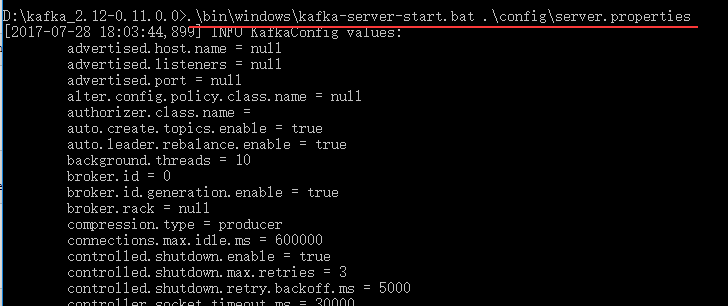 D:\kafka_2.12-0.11.0.0>.\bin\windows\kafka-server-start.bat .\config\server.properties
[2017-07-28 18:03:44,899] INFO KafkaConfig values:
advertised.host.name = null
advertised.listeners = null
advertised.port = null
alter.config.policy.class.name = null
authorizer.class.name =
auto.create.topics.enable = true
auto.leader.rebalance.enable = true
background.threads = 10
broker.id = 0
broker.id.generation.enable = true
broker.rack = null
compression.type = producer
connections.max.idle.ms = 600000
controlled.shutdown.enable = true
controlled.shutdown.max.retries = 3
controlled.shutdown.retry.backoff.ms = 5000
controller.socket.timeout.ms = 30000